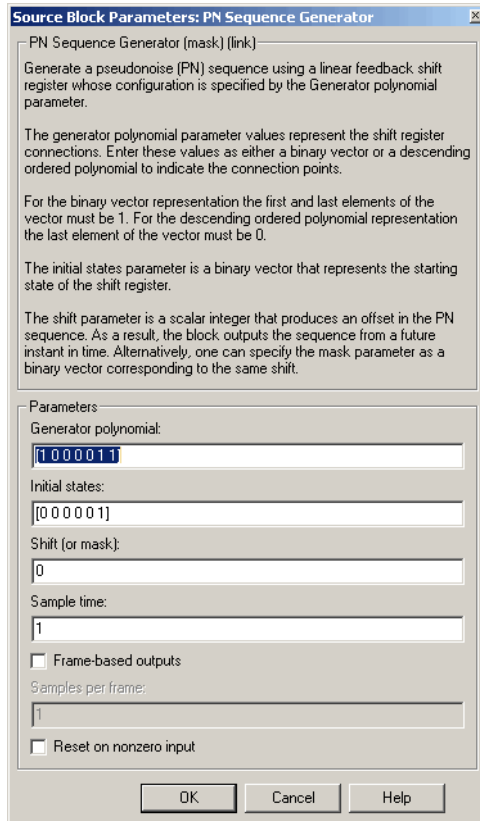 Source Block Parameters: PN Sequence Generator
PN Sequence Generator (mask) (link)
Generate a pseudonoise (PN) sequence using a linear feedback shift
register whose configuration is specified by the Generator polynomial
parameter.
The generator polynomial parameter values represent the shift register
connections. Enter these values as either a binary vector or a descending
ordered polynomial to indicate the connection points.
For the binary vector representation the first and last elements of the
vector must be 1. For the descending ordered polynomial representation
the last element of the vector must be 0.
The initial states parameter is a binary vector that represents the starting
state of the shift register.
The shift parameter is a scalar integer that produces an offset in the PN
sequence. As a result, the block outputs the sequence from a future
instant in time. Alternatively, one can specify the mask parameter as a
binary vector corresponding to the same shift.
Parameters
Generator polynomial:
[1 0 0 0 0 1 1]
Initial states:
[0 0 0 0 0 1]
Shift (or mask):
0
Sample time:
1
Frame-based outputs
Samples per frame:
1
Reset on nonzero input
OK Cancel Help